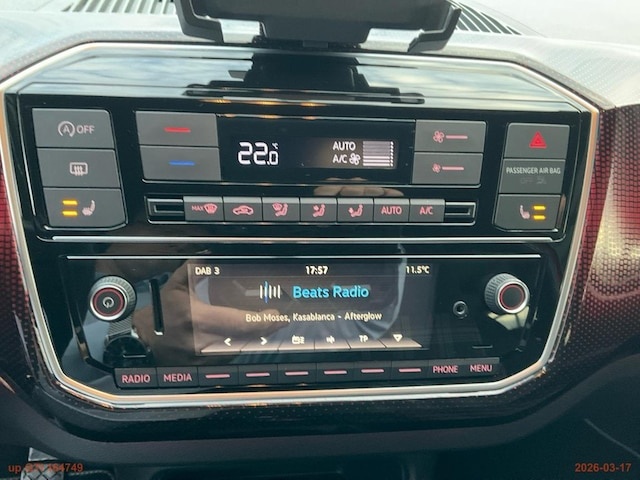 A OFF
22.0 °C
AUTO
A/C
PASSENGER AIR BAG
MAX
AUTO A/C
DAB 3 17:57 11.5°C
Beats Radio
Bob Moses, Kasablanca - Afterglow
TP
RADIO MEDIA PHONE MENU
2026-03-17